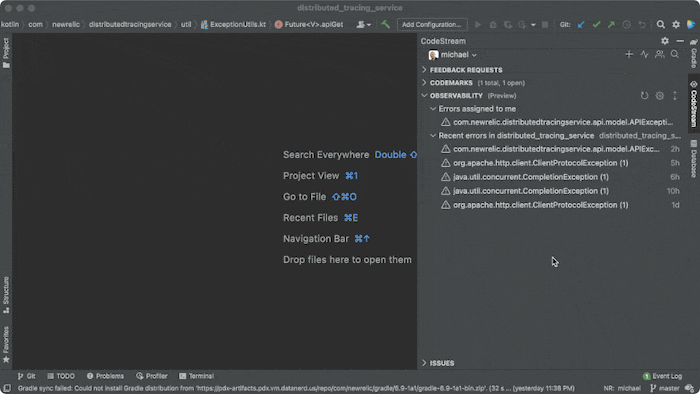 distributed_tracing_service
kotlin com newrelic distributedtracingservice util ExceptionUtils.kt Future<V>.apiGet Add Configuration... Git:
CodeStream
michael
FEEDBACK REQUESTS
CODEMARKS (1 total, 1 open)
OBSERVABILITY (Preview)
Errors assigned to me
com.newrelic.distributedtracingservice.api.model.APIExcepti...
Recent errors in distributed_tracing_service distributed_tracing_s...
com.newrelic.distributedtracingservice.api.model.APIExc... 2h
org.apache.http.client.ClientProtocolException (1) 5h
java.util.concurrent.CompletionException (1) 6h
java.util.concurrent.CompletionException (1) 10h
org.apache.http.client.ClientProtocolException (1) 1d
Search Everywhere Double ⇧
Project View ⌘1
Go to File ⇧⌘O
Recent Files ⌘E
Navigation Bar ⌘↑
Drop files here to open them
ISSUES
Project
Structure
Favorites
Gradle
CodeStream
Database
Git TODO Problems Profiler Terminal 1 Event Log
Gradle sync failed: Could not install Gradle distribution from 'https://pdx-artifacts.pdx.vm.datanerd.us/repo/com/newrelic/gradle/6.9-1a1/gradle-6.9-1a1-bin.zip'. (32 s ... (yesterday 11:38 PM) NR: michael master